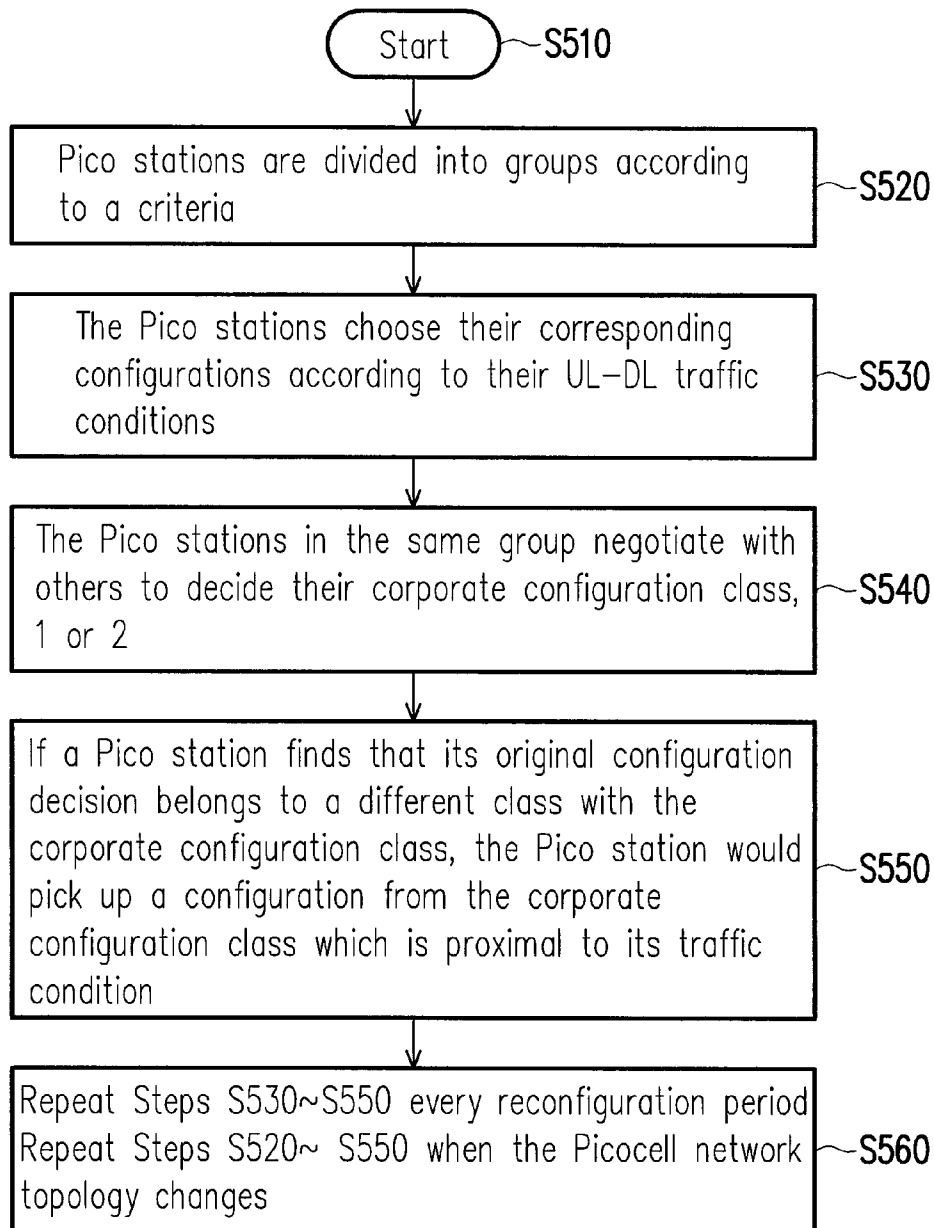 Start
S510
Pico stations are divided into groups according
to a criteria
S520
The Pico stations choose their corresponding
configurations according to their UL-DL traffic
conditions
S530
The Pico stations in the same group negotiate with
others to decide their corporate configuration class,
1 or 2
S540
If a Pico station finds that its original configuration
decision belongs to a different class with the
corporate configuration class, the Pico station would
pick up a configuration from the corporate
configuration class which is proximal to its traffic
condition
S550
Repeat Steps S530~S550 every reconfiguration period
Repeat Steps S520~ S550 when the Picocell network
topology changes
S560